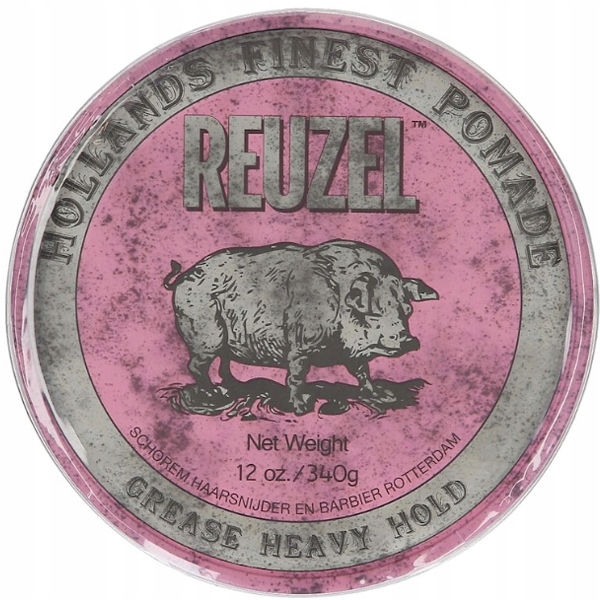 HOLLANDS FINEST POMADE
REUZEL™
Net Weight
12 oz./340g
SCHOREM HAARSNIJDER EN BARBIER ROTTERDAM
GREASE HEAVY HOLD